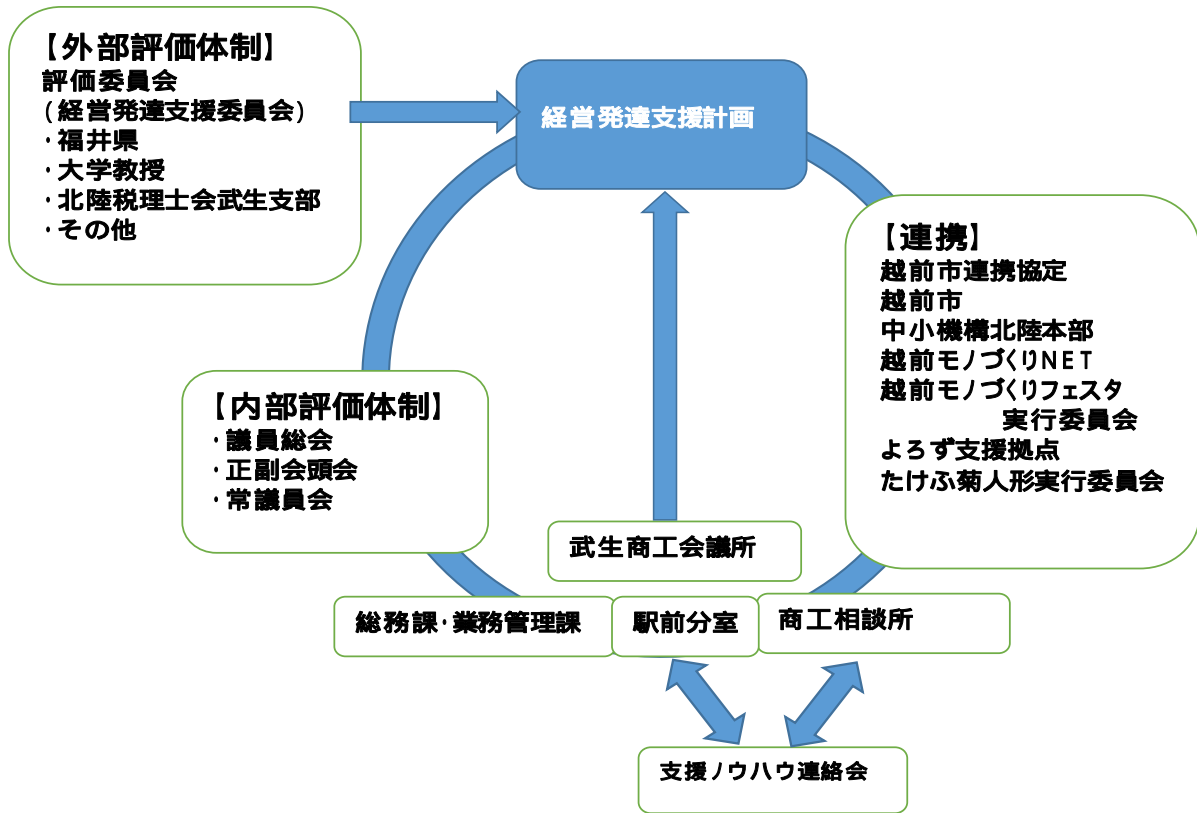 【外部評価体制】
評価委員会
(経営発達支援委員会)
・福井県
・大学教授
・北陸税理士会武生支部
・その他
経営発達支援計画
【連携】
越前市連携協定
越前市
中小機構北陸本部
越前モノづくりNET
越前モノづくりフェスタ
実行委員会
よろず支援拠点
たけふ菊人形実行委員会
【内部評価体制】
・議員総会
・正副会頭会
・常議員会
武生商工会議所
総務課・業務管理課
駅前分室
商工相談所
支援ノウハウ連絡会